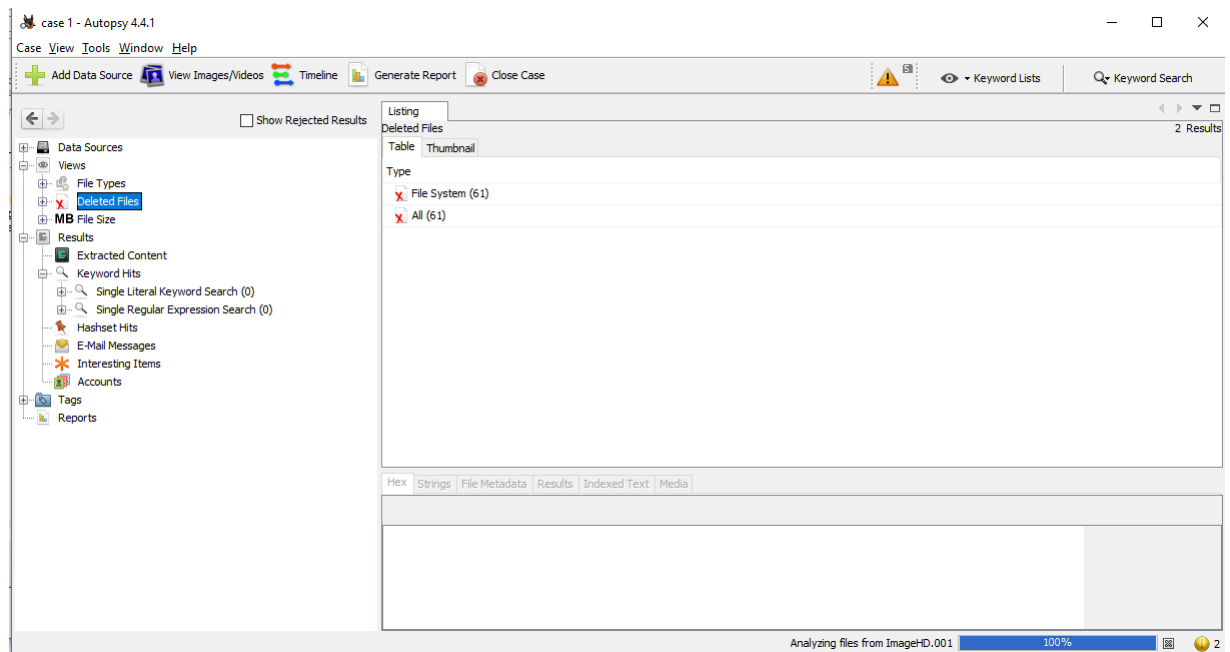 case 1 - Autopsy 4.4.1
Case View Tools Window Help
Add Data Source View Images/Videos Timeline Generate Report Close Case Keyword Lists Keyword Search
Show Rejected Results
Data Sources
Views
File Types
Deleted Files
MB File Size
Results
Extracted Content
Keyword Hits
Single Literal Keyword Search (0)
Single Regular Expression Search (0)
Hashset Hits
E-Mail Messages
Interesting Items
Accounts
Tags
Reports
Listing
Deleted Files 2 Results
Table Thumbnail
Type
File System (61)
All (61)
Hex Strings File Metadata Results Indexed Text Media
Analyzing files from ImageHD.001 100% 2